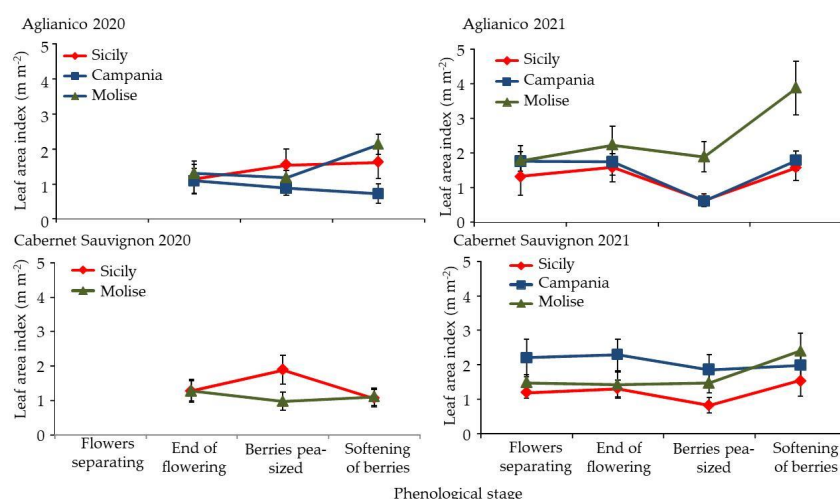 Aglianico 2020
Leaf area index (m m-2)
5
4
3
2
1
0
Sicily
Campania
Molise
Aglianico 2021
Leaf area index (m m-2)
5
4
3
2
1
0
Sicily
Campania
Molise
Cabernet Sauvignon 2020
Leaf area index (m m-2)
5
4
3
2
1
0
Sicily
Molise
Flowers separating
End of flowering
Berries pea-sized
Softening of berries
Cabernet Sauvignon 2021
Leaf area index (m m-2)
5
4
3
2
1
0
Sicily
Campania
Molise
Flowers separating
End of flowering
Berries pea-sized
Softening of berries
Phenological stage